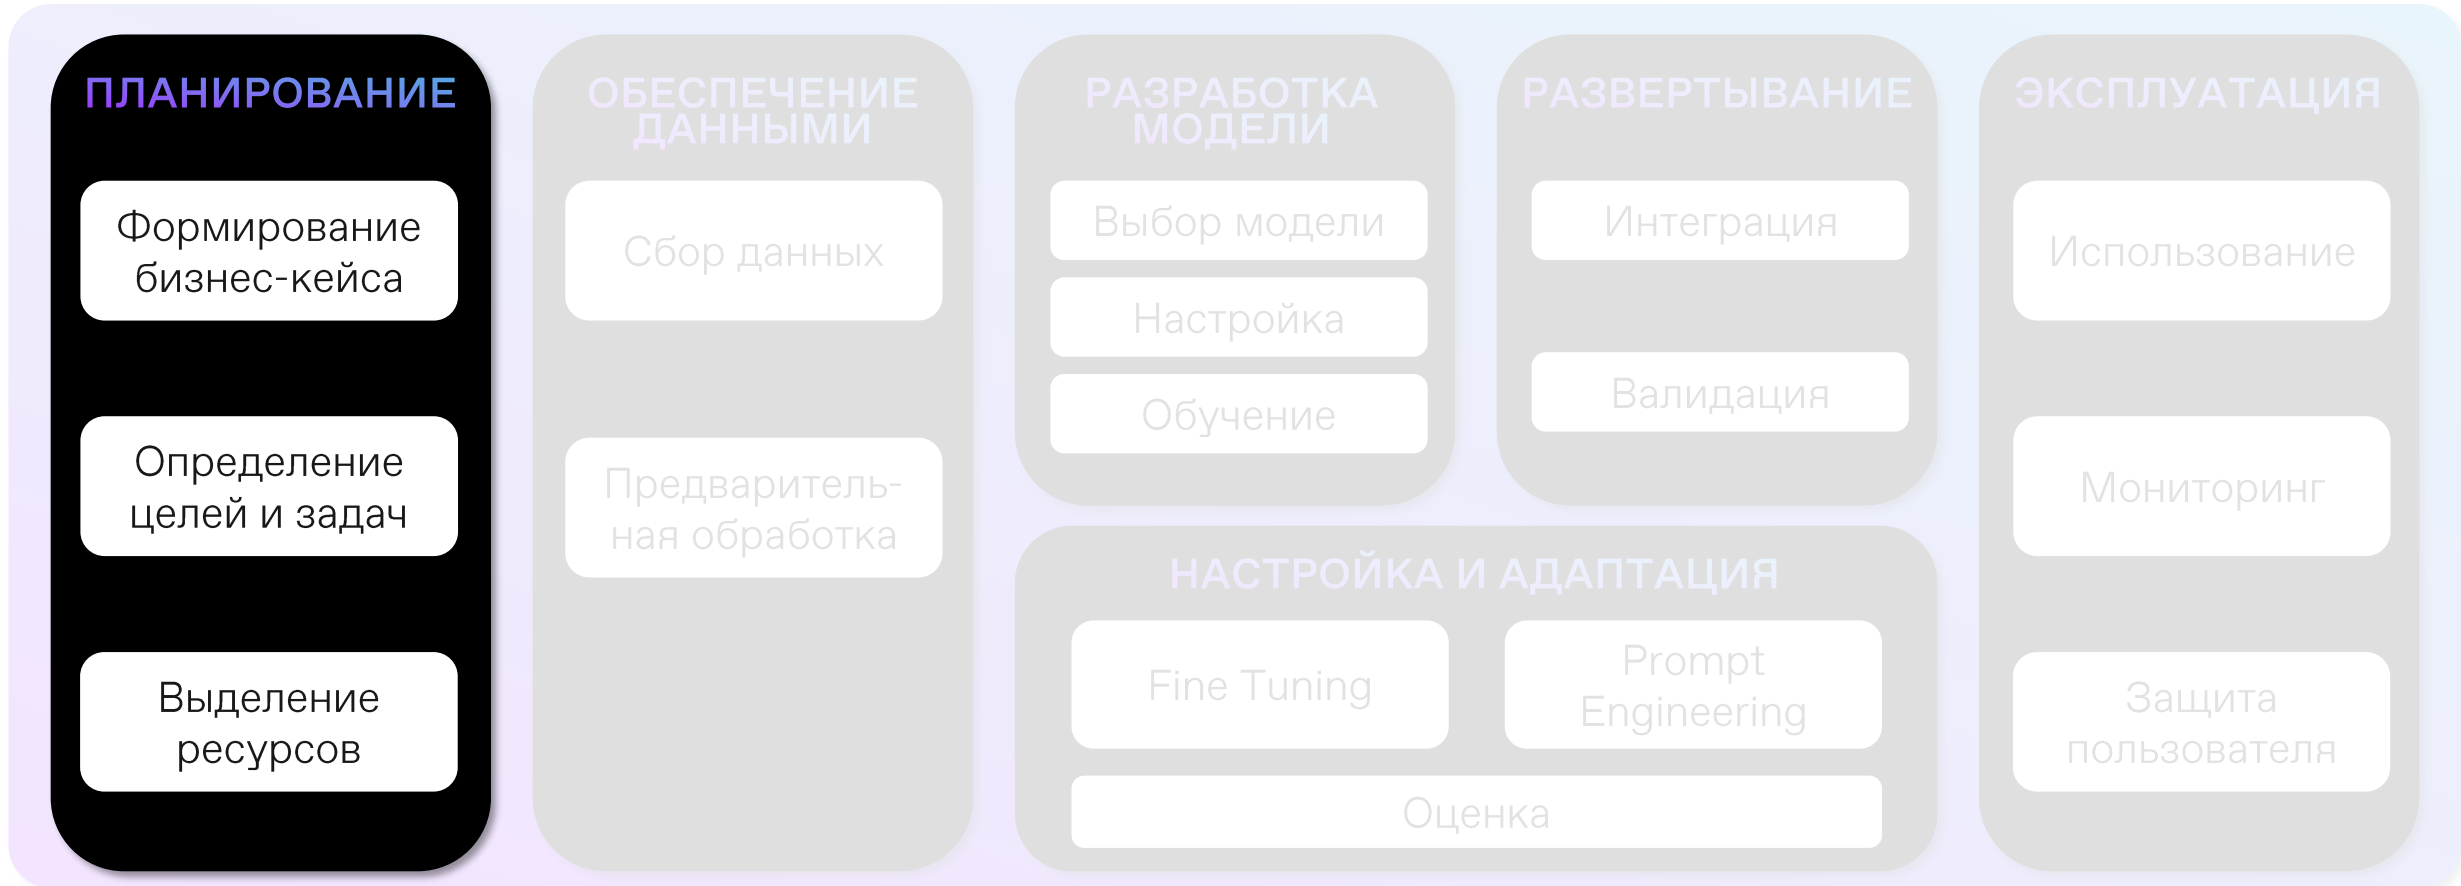 ПЛАНИРОВАНИЕ
Формирование
бизнес-кейса
Определение
целей и задач
Выделение
ресурсов
ОБЕСПЕЧЕНИЕ
ДАННЫМИ
Сбор данных
Предваритель-
ная обработка
РАЗРАБОТКА
МОДЕЛИ
Выбор модели
Настройка
Обучение
РАЗВЕРТЫВАНИЕ
Интеграция
Валидация
НАСТРОЙКА И АДАПТАЦИЯ
Fine Tuning
Prompt
Engineering
Оценка
ЭКСПЛУАТАЦИЯ
Использование
Мониторинг
Защита
пользователя